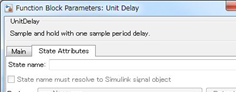 Function Block Parameters: Unit Delay
UnitDelay
Sample and hold with one sample period delay.
Main State Attributes
State name:
State name must resolve to Simulink signal object